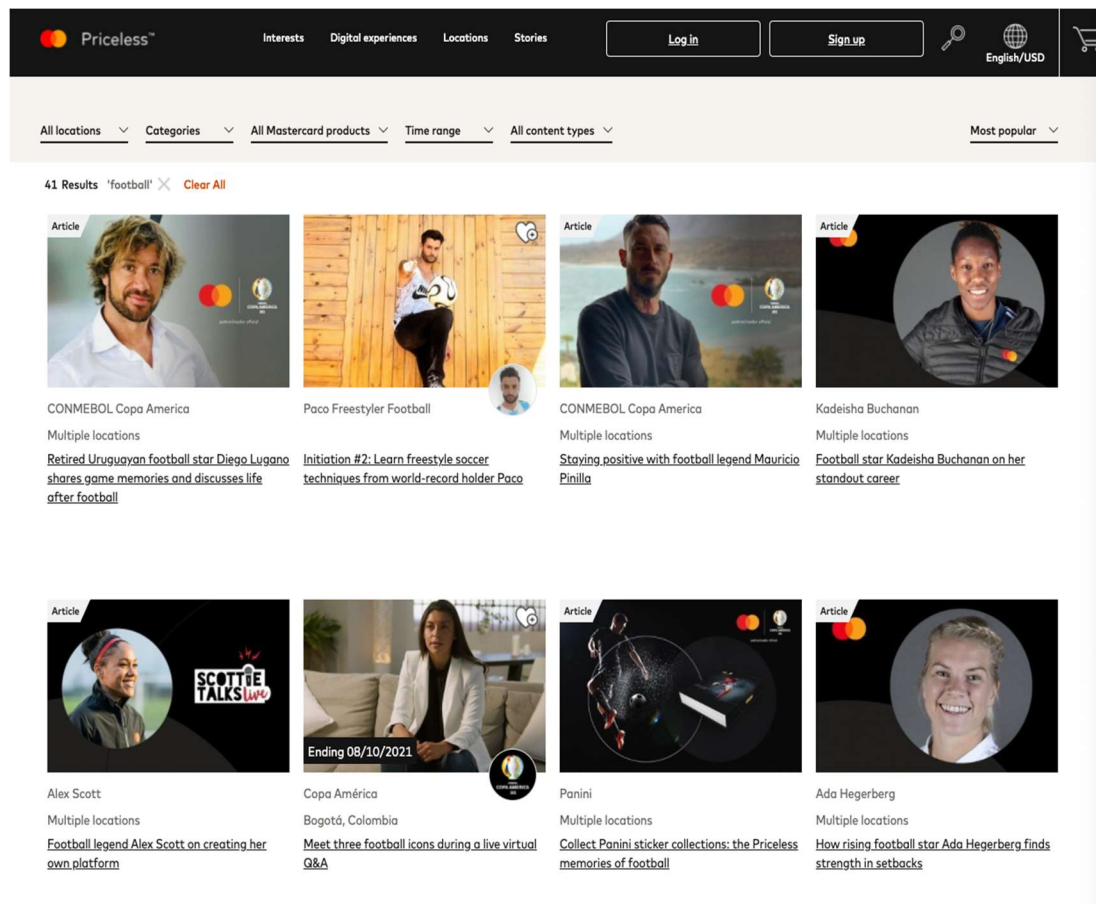 Priceless™
Interests Digital experiences Locations Stories
Log in
Sign up
English/USD
All locations Categories All Mastercard products Time range All content types Most popular
41 Results 'football' Clear All
Article
CONMEBOL Copa America
Multiple locations
Retired Uruguayan football star Diego Lugano
shares game memories and discusses life
after football
Paco Freestyler Football
Initiation #2: Learn freestyle soccer
techniques from world-record holder Paco
Article
CONMEBOL Copa America
Multiple locations
Staying positive with football legend Mauricio
Pinilla
Article
Kadeisha Buchanan
Multiple locations
Football star Kadeisha Buchanan on her
standout career
Article
SCOTTIE
TALKS live
Alex Scott
Multiple locations
Football legend Alex Scott on creating her
own platform
Ending 08/10/2021
Copa América
Bogotá, Colombia
Meet three football icons during a live virtual
Q&A
Article
Panini
Multiple locations
Collect Panini sticker collections: the Priceless
memories of football
Article
Ada Hegerberg
Multiple locations
How rising football star Ada Hegerberg finds
strength in setbacks